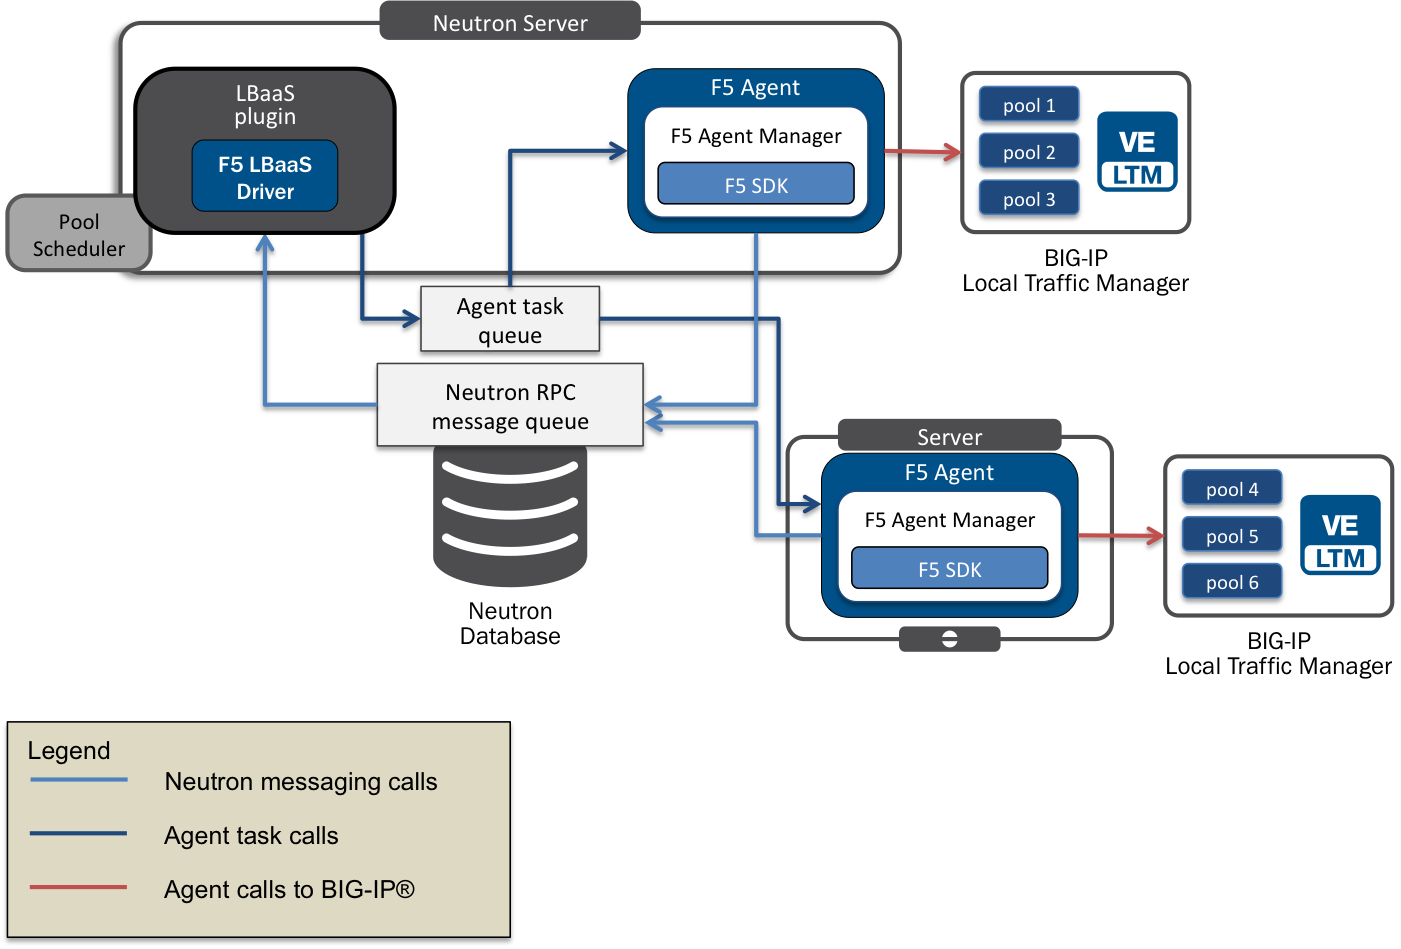 Neutron Server
LBaaS
plugin
F5 LBaaS
Driver
Pool
Scheduler
F5 Agent
F5 Agent Manager
F5 SDK
pool 1
pool 2
pool 3
VE
LTM
BIG-IP
Local Traffic Manager
Agent task
queue
Neutron RPC
message queue
Neutron
Database
Server
F5 Agent
F5 Agent Manager
F5 SDK
pool 4
pool 5
pool 6
VE
LTM
BIG-IP
Local Traffic Manager
Legend
Neutron messaging calls
Agent task calls
Agent calls to BIG-IP®